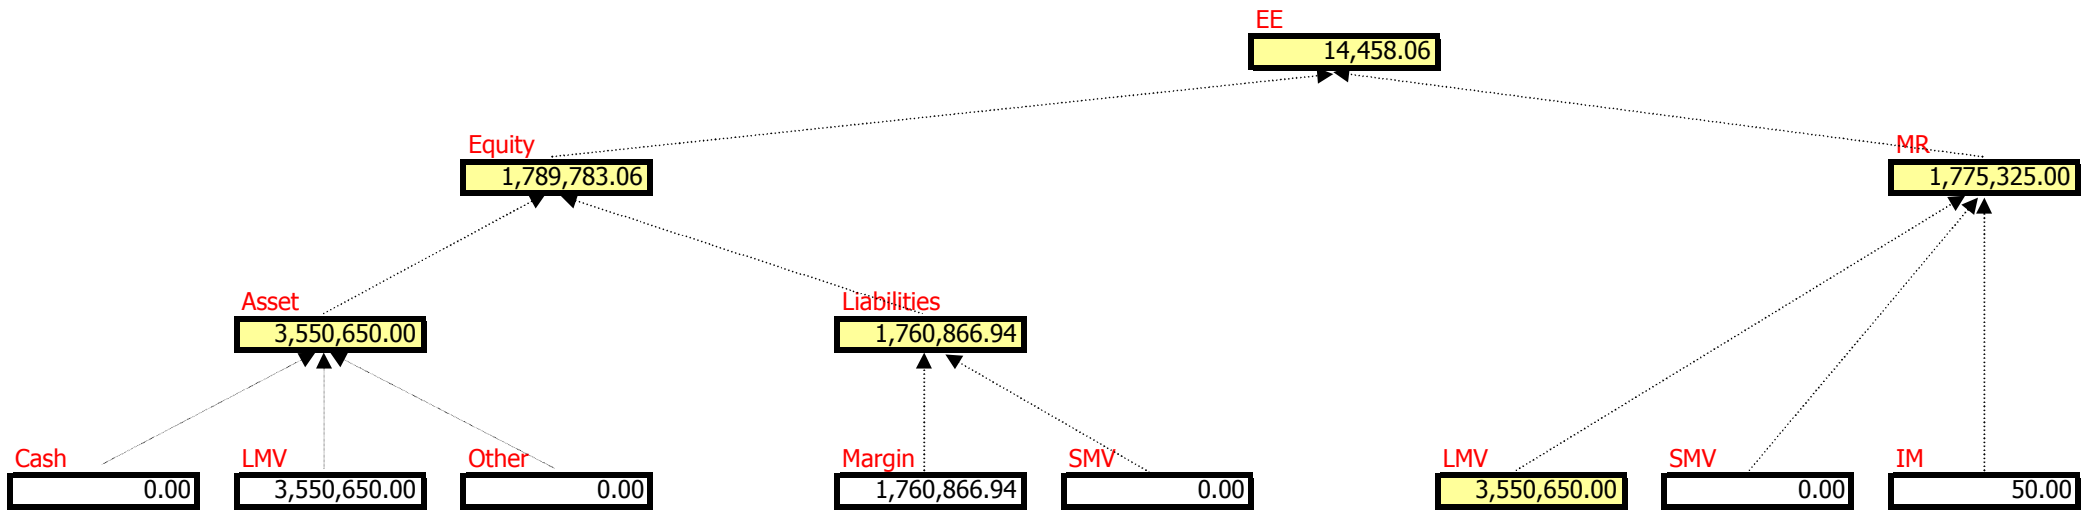 EE
14,458.06
Equity
MR
1,789,783.06
1,775,325.00
Asset
Liabilities
3,550,650.00
1,760,866.94
Cash
LMV
Other
Margin
SMV
LMV
SMV
IM
0.00
3,550,650.00
0.00
1,760,866.94
0.00
3,550,650.00
0.00
50.00